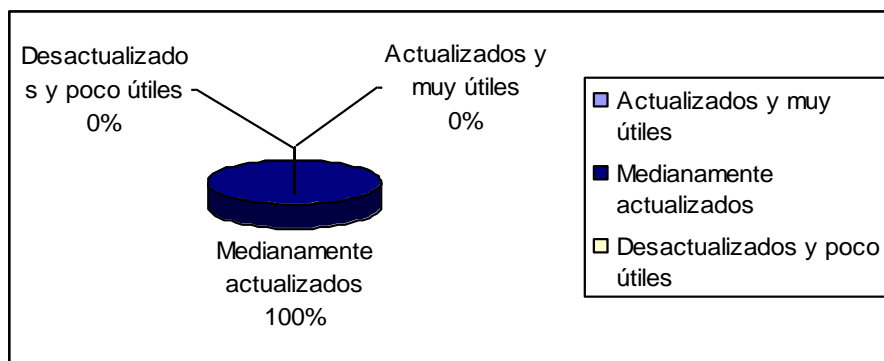 Desactualizado
s y poco útiles
0%
Actualizados y
muy útiles
0%
Medianamente
actualizados
100%
Actualizados y muy
útiles
Medianamente
actualizados
Desactualizados y poco
útiles